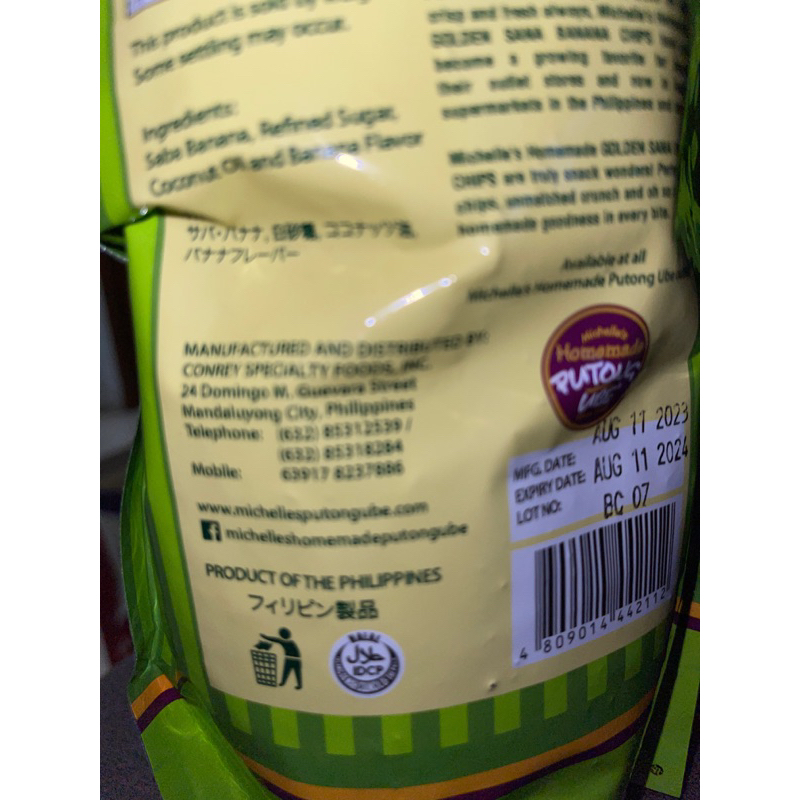 This product is sold by
Some settling may occur.
Ingredients:
Saba Banana, Refined Sugar,
Coconut Oil and Banana Flavor
サバ・バナナ, 白砂糖, ココナッツ油,
バナナフレーバー
crisp and fresh always, Michelle's Homemade
GOLDEN SABA BANANA CHIPS
become a growing favorite
their outlet stores and now in
supermarkets in the Philippines and
Michelle's Homemade GOLDEN SABA
CHIPS are truly snack wonders!
chips, unmatched crunch and oh so
homemade goodness in every bite.
Available at all
Michelle's Homemade Putong Ube
Michelle's
Homemade
PUTONG
UBE
MANUFACTURED AND DISTRIBUTED BY:
CONREY SPECIALTY FOODS, INC.
24 Domingo M. Guevara Street
Mandaluyong City, Philippines
Telephone: (632) 85312539 /
(632) 85318284
Mobile: 63917 8237886
www.michellesputongube.com
michelleshomemadeputongube
PRODUCT OF THE PHILIPPINES
フィリピン製品
HALAL
حلال
IDCP
MFG. DATE: AUG 11 2023
EXPIRY DATE: AUG 11 2024
LOT NO: BC 07
4 809014 442112